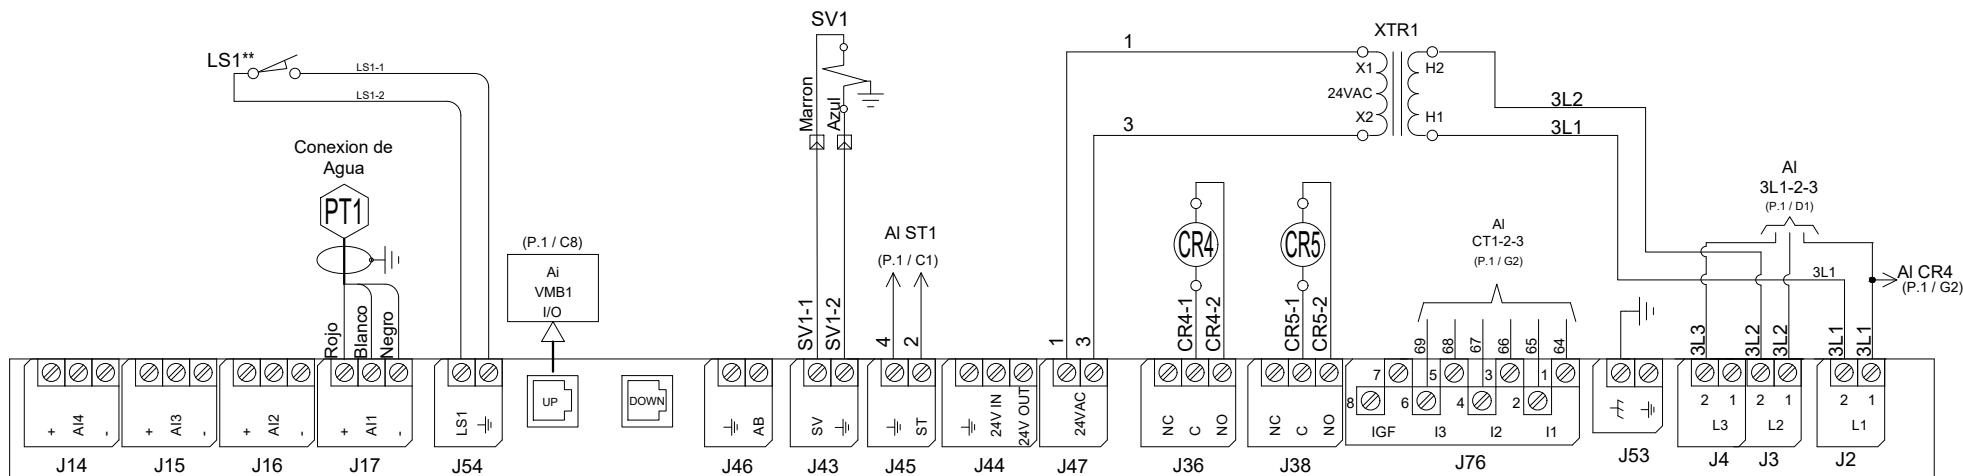 SV1
XTR1
LS1**
LS1-1
LS1-2
1
3
X1
24VAC
X2
H2
H1
3L2
3L1
Marron
Azul
Conexion de
Agua
PT1
(P.1 / C8)
Ai
VMB1
I/O
Al ST1
(P.1 / C1)
CR4
CR5
Al
CT1-2-3
(P.1 / G2)
Al
3L1-2-3
(P.1 / D1)
3L1
Al CR4
(P.1 / G2)
Rojo
Blanco
Negro
SV1-1
SV1-2
4
2
1
3
CR4-1
CR4-2
CR5-1
CR5-2
69
68
67
66
65
64
3L3
3L2
3L2
3L1
3L1
+ AI4 -
+ AI3 -
+ AI2 -
+ AI1 -
LS1
UP
DOWN
AB
SV
ST
24V IN
24V OUT
24VAC
NC
C
NO
NC
C
NO
7 5 3 1
8 6 4 2
IGF I3 I2 I1
2 1 2 1
L3 L2
2 1
L1
J14 J15 J16 J17 J54 J46 J43 J45 J44 J47 J36 J38 J76 J53 J4 J3 J2